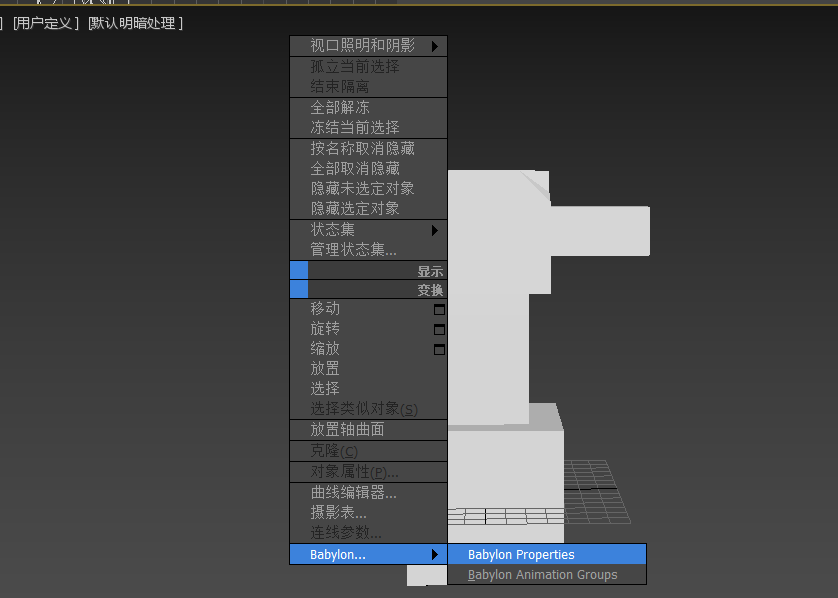 ] [用户定义 ] [默认明暗处理 ]
视口照明和阴影
孤立当前选择
结束隔离
全部解冻
冻结当前选择
按名称取消隐藏
全部取消隐藏
隐藏未选定对象
隐藏选定对象
状态集
管理状态集...
显示
变换
移动
旋转
缩放
放置
选择
选择类似对象(S)
放置轴曲面
克隆(C)
对象属性(P)...
曲线编辑器...
摄影表...
连线参数...
Babylon...
Babylon Properties
Babylon Animation Groups